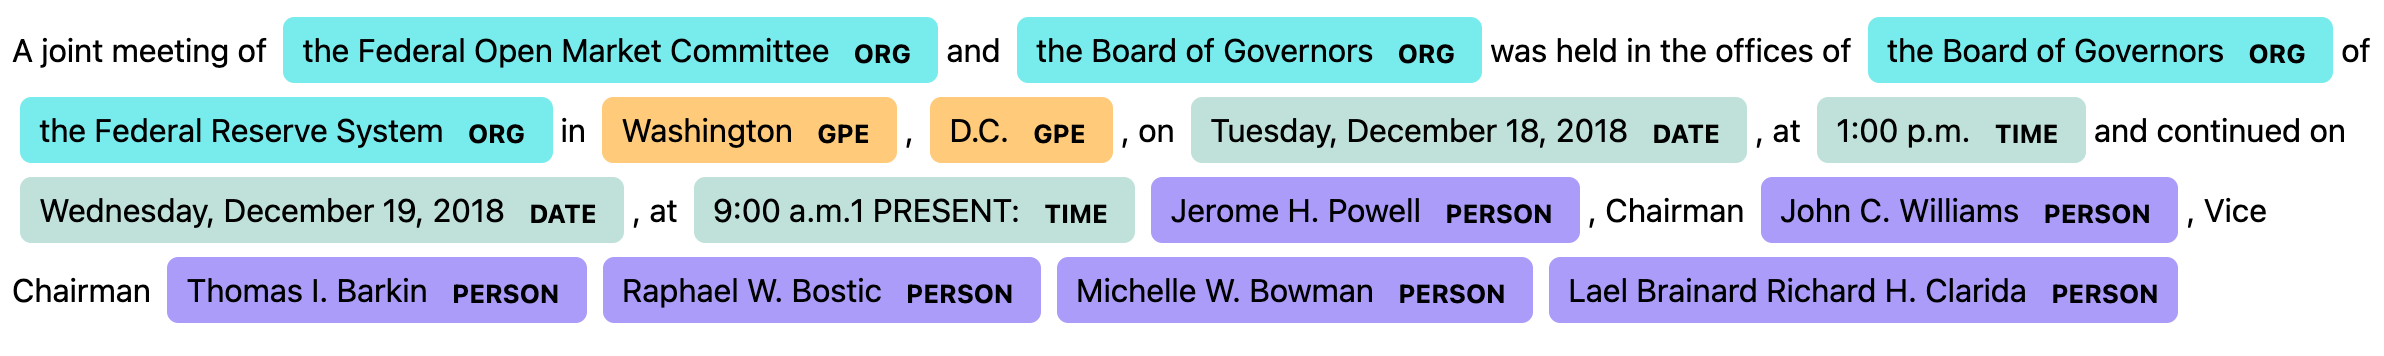 A joint meeting of the Federal Open Market Committee ORG and the Board of Governors ORG was held in the offices of the Board of Governors ORG of
the Federal Reserve System ORG in Washington GPE , D.C. GPE , on Tuesday, December 18, 2018 DATE , at 1:00 p.m. TIME and continued on
Wednesday, December 19, 2018 DATE , at 9:00 a.m.1 PRESENT: TIME Jerome H. Powell PERSON , Chairman John C. Williams PERSON , Vice
Chairman Thomas I. Barkin PERSON Raphael W. Bostic PERSON Michelle W. Bowman PERSON Lael Brainard Richard H. Clarida PERSON